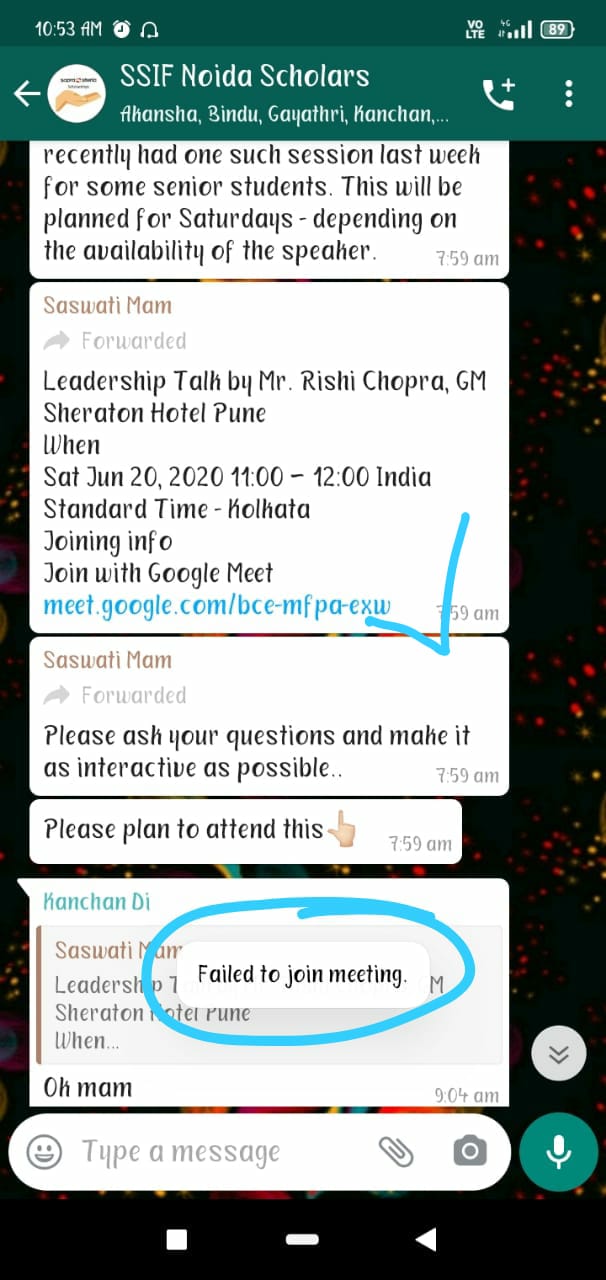 10:53 AM
VO LTE 4G 89
SSIF Noida Scholars
Akansha, Bindu, Gayathri, Kanchan,...
recently had one such session last week
for some senior students. This will be
planned for Saturdays - depending on
the availability of the speaker. 7:59 am
Saswati Mam
Forwarded
Leadership Talk by Mr. Rishi Chopra, GM
Sheraton Hotel Pune
When
Sat Jun 20, 2020 11:00 – 12:00 India
Standard Time - Kolkata
Joining info
Join with Google Meet
meet.google.com/bce-mfpa-exw 7:59 am
Saswati Mam
Forwarded
Please ask your questions and make it
as interactive as possible.. 7:59 am
Please plan to attend this👆🏻 7:59 am
Kanchan Di
Saswati Mam
Failed to join meeting.
Sheraton Hotel Pune
When...
Oh mam 9:04 am
Type a message